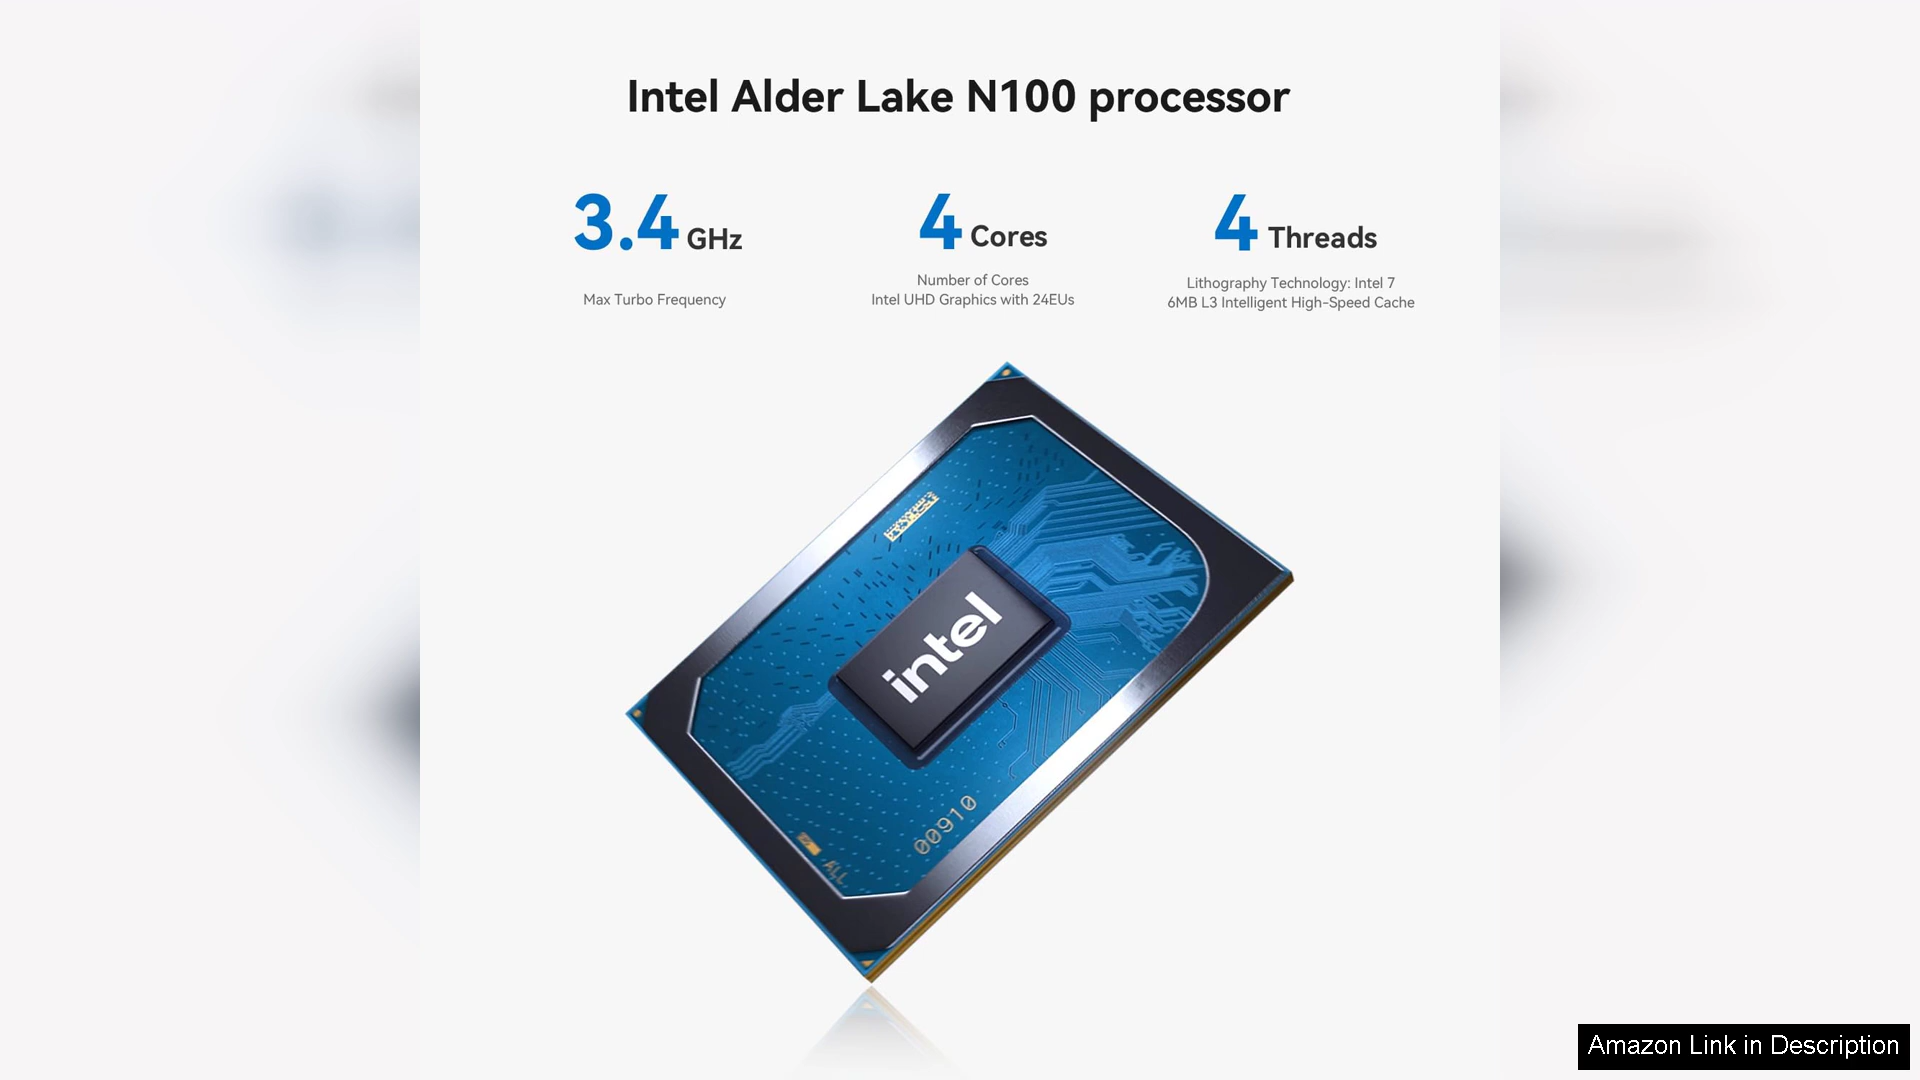 Intel Alder Lake N100 processor
3.4 GHz
4 Cores
4 Threads
Max Turbo Frequency
Number of Cores
Intel UHD Graphics with 24EUs
Lithography Technology: Intel 7
6MB L3 Intelligent High-Speed Cache
intel
00910
ALL
Amazon Link in Description